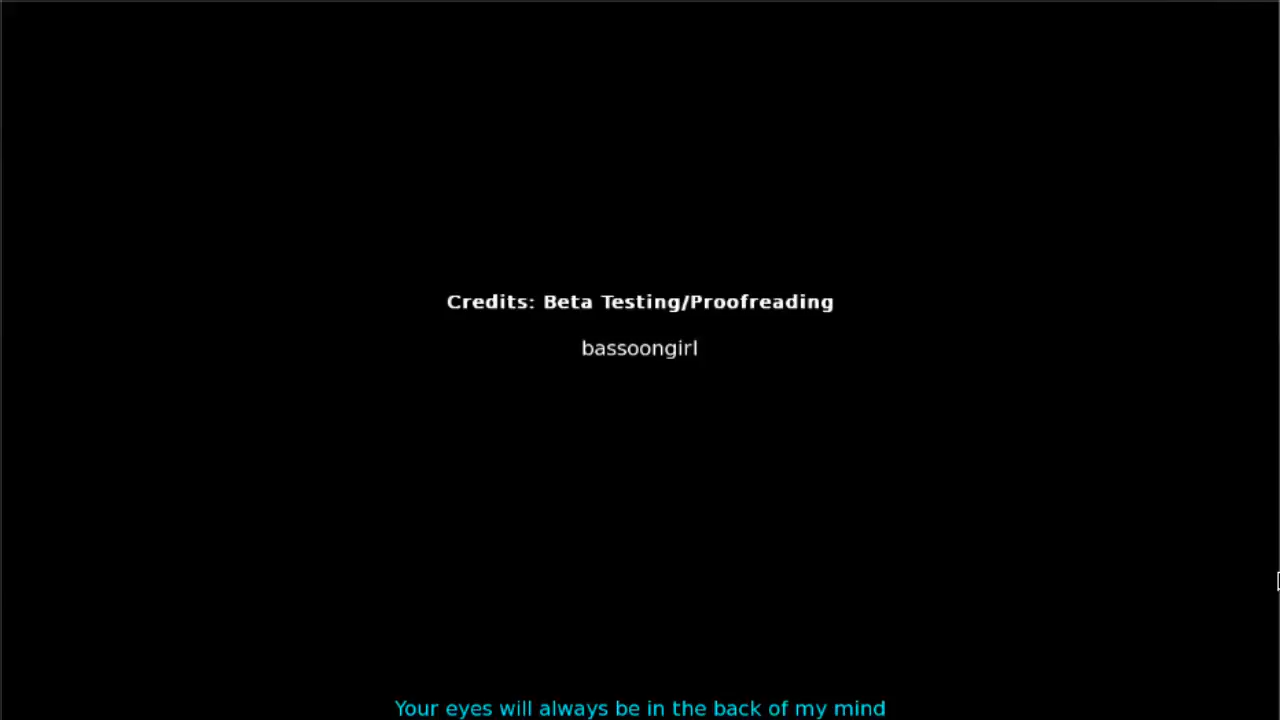 Credits: Beta Testing/Proofreading
bassoongirl
Your eyes will always be in the back of my mind